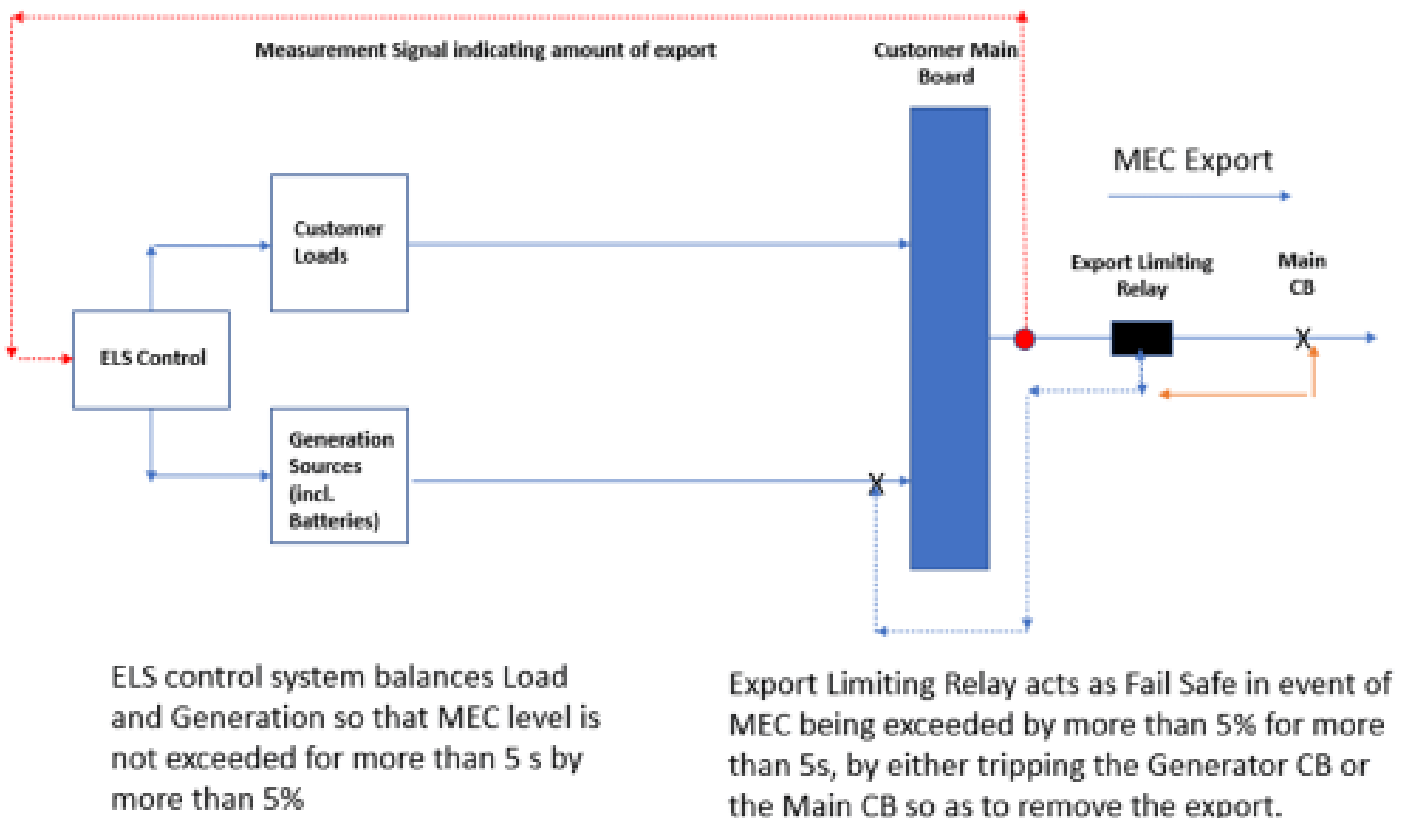 Measurement Signal indicating amount of export
Customer Main
Board
MEC Export
Customer
Loads
Export Limiting
Relay
Main
CB
X
ELS Control
Generation
Sources
(incl.
Batteries)
X
ELS control system balances Load
and Generation so that MEC level is
not exceeded for more than 5 s by
more than 5%
Export Limiting Relay acts as Fail Safe in event of
MEC being exceeded by more than 5% for more
than 5s, by either tripping the Generator CB or
the Main CB so as to remove the export.